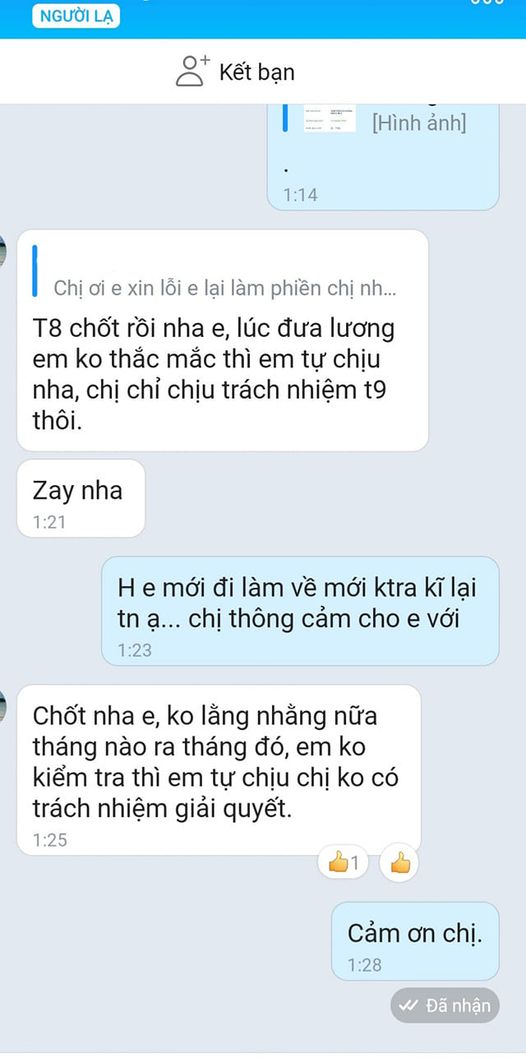 NGƯỜI LẠ
Kết bạn
[Hình ảnh]
.
1:14
Chị ơi e xin lỗi e lại làm phiền chị nh...
T8 chốt rồi nha e, lúc đưa lương
em ko thắc mắc thì em tự chịu
nha, chị chỉ chịu trách nhiệm t9
thôi.
Zay nha
1:21
H e mới đi làm về mới ktra kĩ lại
tn ạ... chị thông cảm cho e với
1:23
Chốt nha e, ko lằng nhằng nữa
tháng nào ra tháng đó, em ko
kiểm tra thì em tự chịu chị ko có
trách nhiệm giải quyết.
1:25
1
Cảm ơn chị.
1:28
Đã nhận